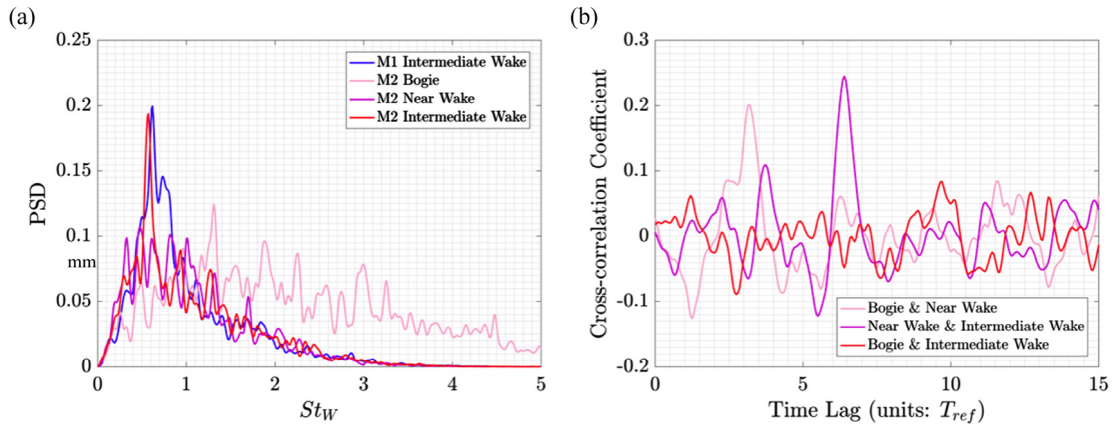 (a)
(b)
0.25
0.2
0.15
0.1
mm
0.05
0
PSD
M1 Intermediate Wake
M2 Bogie
M2 Near Wake
M2 Intermediate Wake
0 1 2 3 4 5
St_W
0.3
0.2
0.1
0
-0.1
-0.2
Cross-correlation Coefficient
Bogie & Near Wake
Near Wake & Intermediate Wake
Bogie & Intermediate Wake
0 5 10 15
Time Lag (units: T_ref)